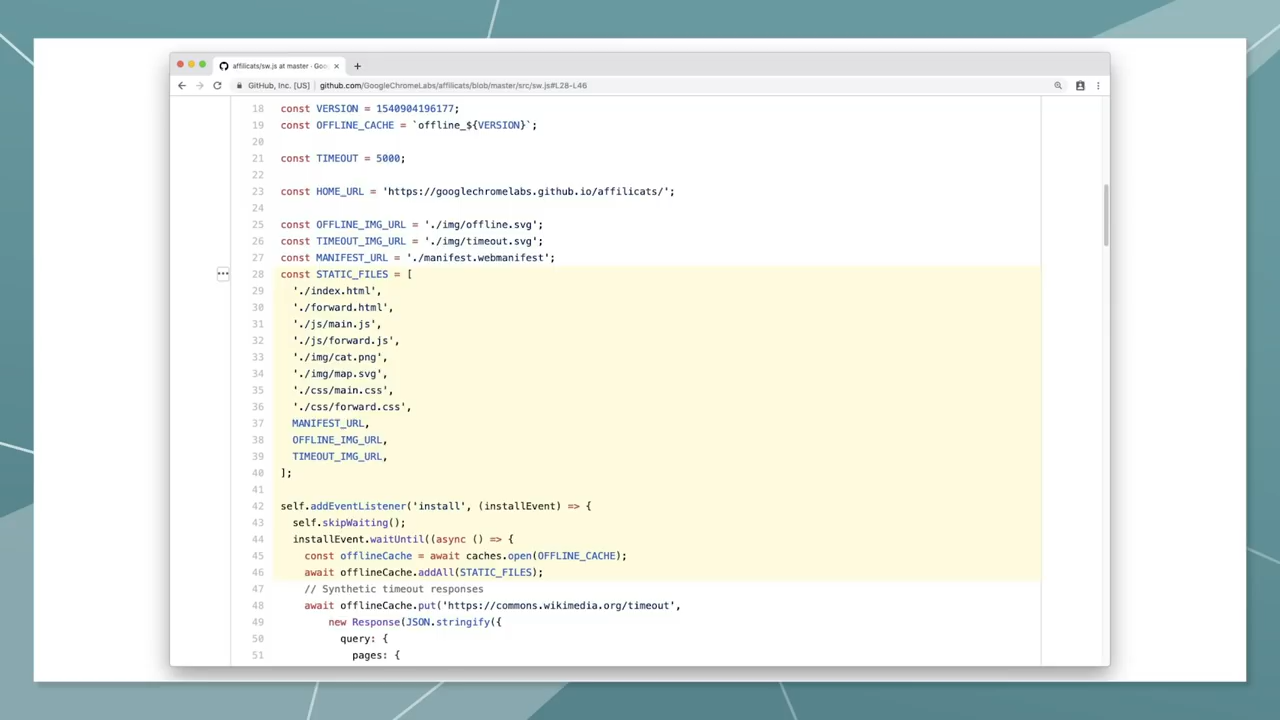 affilicats/sw.js at master · Goo
GitHub, Inc. [US] | github.com/GoogleChromeLabs/affilicats/blob/master/src/sw.js#L28-L46
18 const VERSION = 1540904196177;
19 const OFFLINE_CACHE = `offline_${VERSION}`;
20
21 const TIMEOUT = 5000;
22
23 const HOME_URL = 'https://googlechromelabs.github.io/affilicats/';
24
25 const OFFLINE_IMG_URL = './img/offline.svg';
26 const TIMEOUT_IMG_URL = './img/timeout.svg';
27 const MANIFEST_URL = './manifest.webmanifest';
28 const STATIC_FILES = [
29 './index.html',
30 './forward.html',
31 './js/main.js',
32 './js/forward.js',
33 './img/cat.png',
34 './img/map.svg',
35 './css/main.css',
36 './css/forward.css',
37 MANIFEST_URL,
38 OFFLINE_IMG_URL,
39 TIMEOUT_IMG_URL,
40 ];
41
42 self.addEventListener('install', (installEvent) => {
43 self.skipWaiting();
44 installEvent.waitUntil((async () => {
45 const offlineCache = await caches.open(OFFLINE_CACHE);
46 await offlineCache.addAll(STATIC_FILES);
47 // Synthetic timeout responses
48 await offlineCache.put('https://commons.wikimedia.org/timeout',
49 new Response(JSON.stringify({
50 query: {
51 pages: {